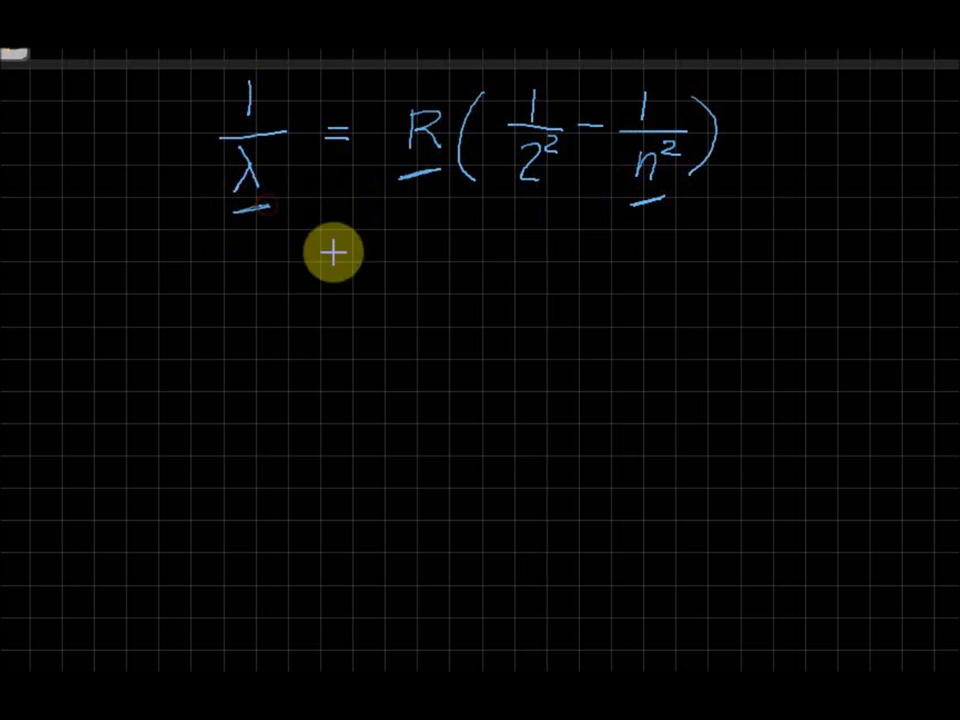 1/λ = R(1/2² − 1/n²)